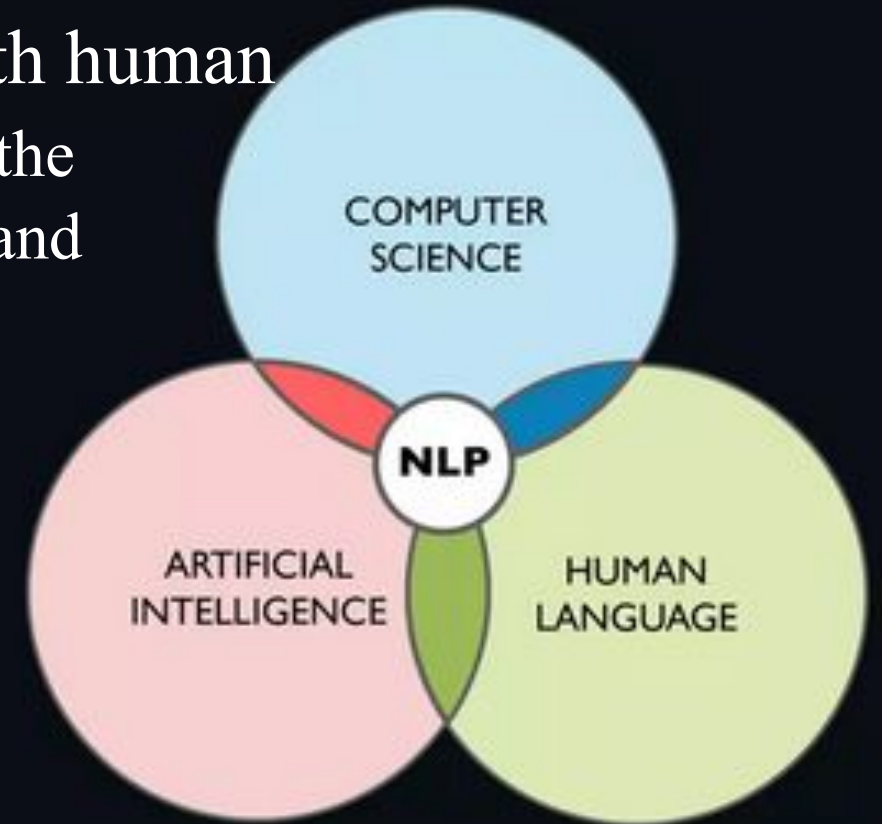 th human
the
and
COMPUTER
SCIENCE
NLP
ARTIFICIAL
INTELLIGENCE
HUMAN
LANGUAGE